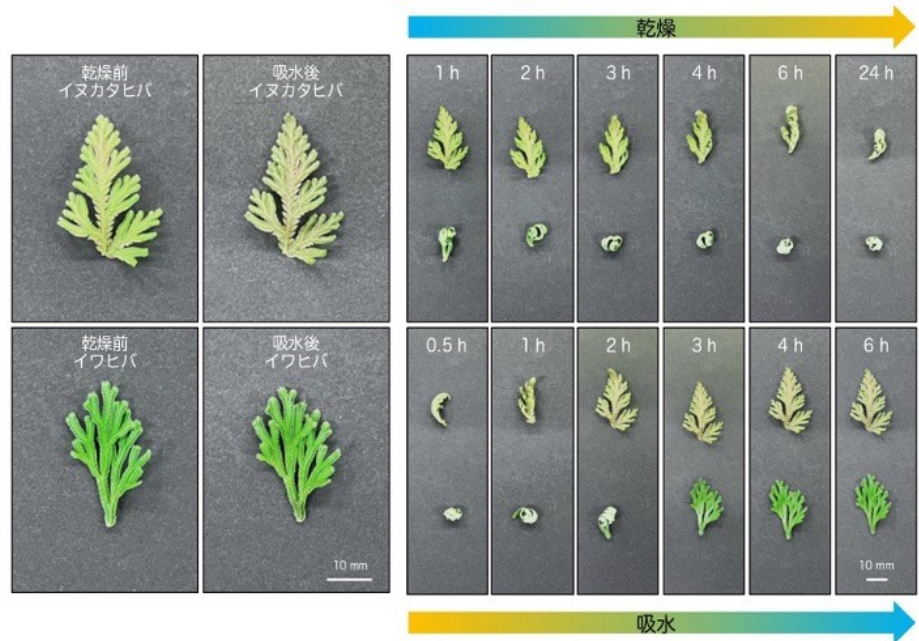 乾燥
乾燥前
イヌカタヒバ
吸水後
イヌカタヒバ
1 h
2 h
3 h
4 h
6 h
24 h
乾燥前
イワヒバ
吸水後
イワヒバ
10 mm
0.5 h
1 h
2 h
3 h
4 h
6 h
10 mm
吸水